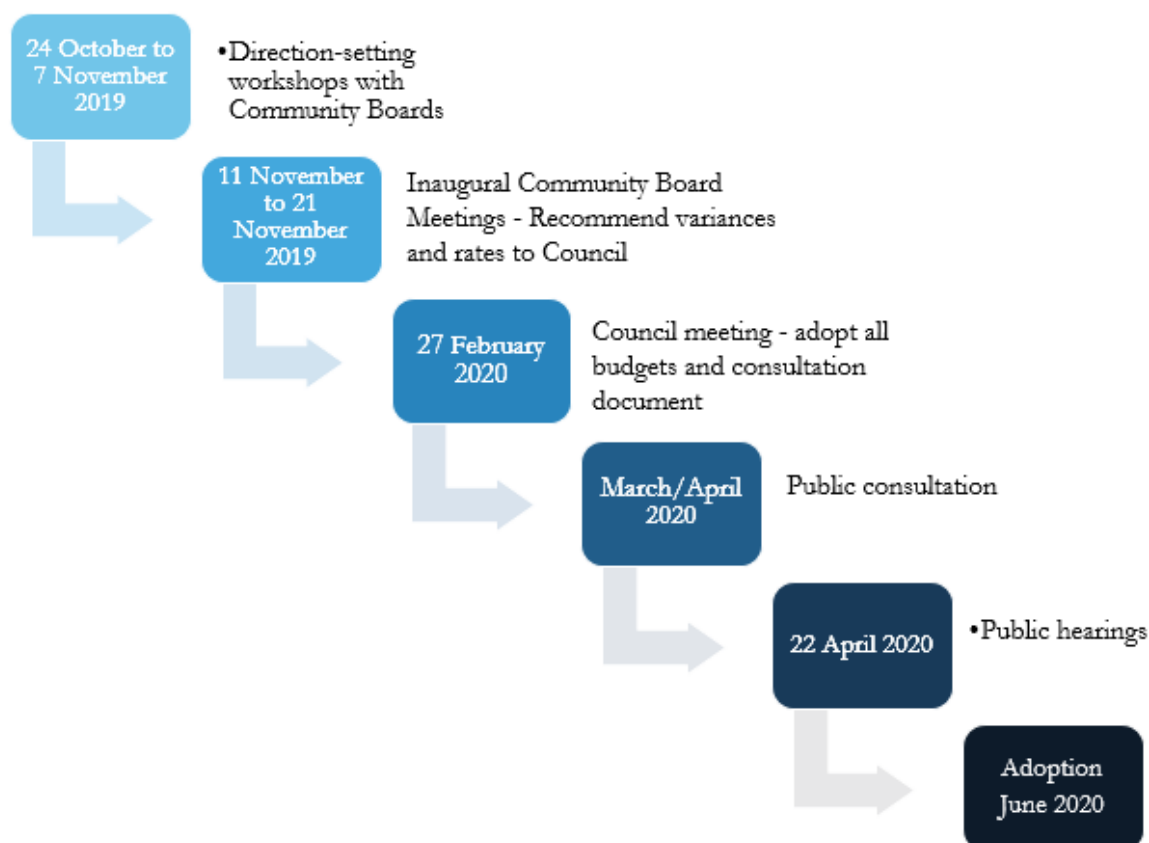 24 October to
7 November
2019
•Direction-setting
workshops with
Community Boards
11 November
to 21
November
2019
Inaugural Community Board
Meetings - Recommend variances
and rates to Council
27 February
2020
Council meeting - adopt all
budgets and consultation
document
March/April
2020
Public consultation
22 April 2020
•Public hearings
Adoption
June 2020